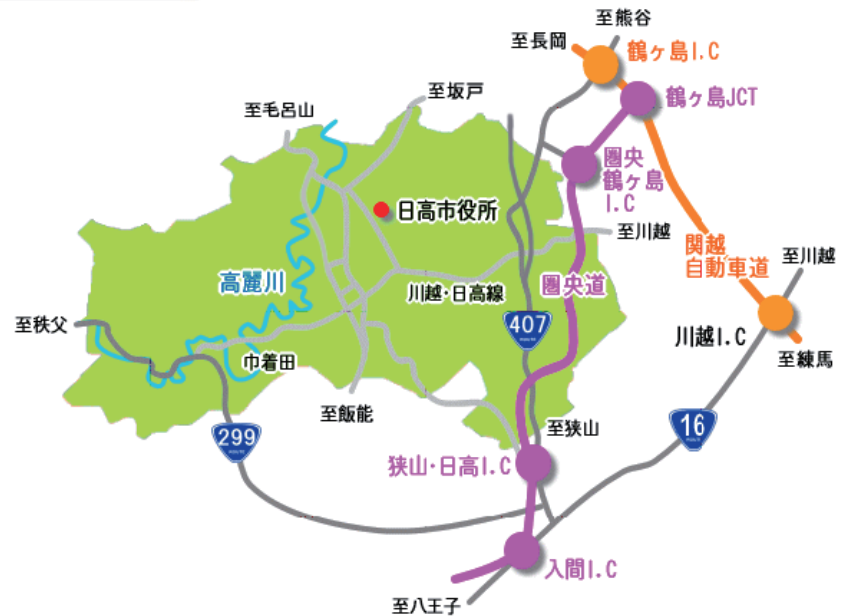 至熊谷
至長岡
鶴ヶ島I.C
至坂戸
鶴ヶ島JCT
至毛呂山
圏央
鶴ヶ島
I.C
日高市役所
至川越
関越
自動車道
至川越
高麗川
川越・日高線
圏央道
至秩父
407
ROUTE
川越I.C
巾着田
至練馬
至飯能
299
ROUTE
至狭山
16
ROUTE
狭山・日高I.C
入間I.C
至八王子